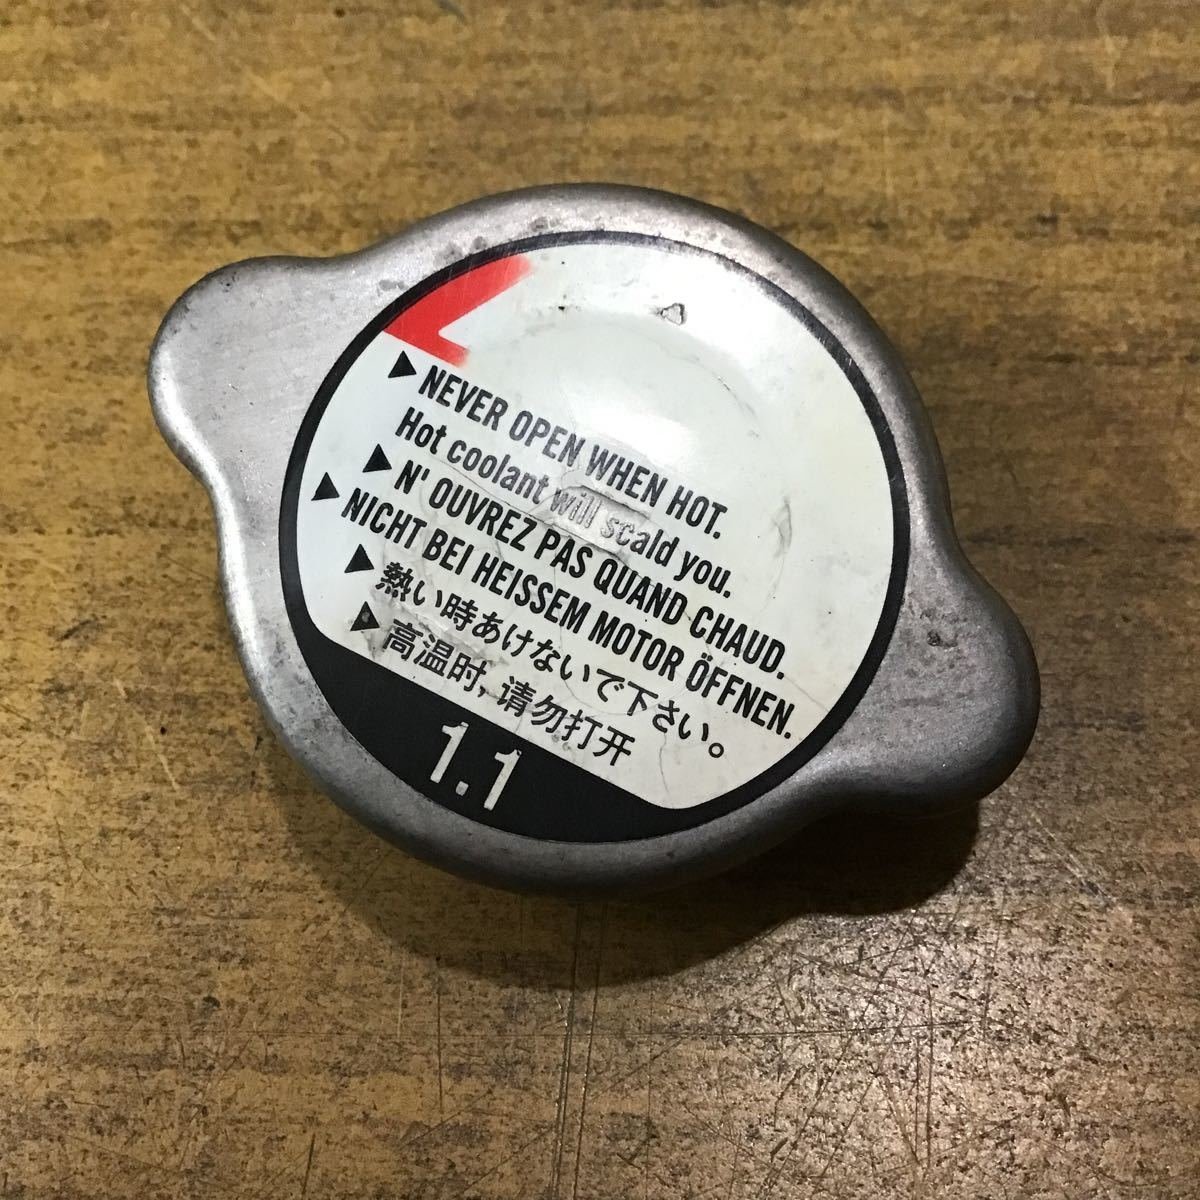 ▶ NEVER OPEN WHEN HOT.
Hot coolant will scald you.
▶ N' OUVREZ PAS QUAND CHAUD.
▶ NICHT BEI HEISSEM MOTOR ÖFFNEN.
▶ 熱い時あけないで下さい。
▶ 高温时, 请勿打开
1.1